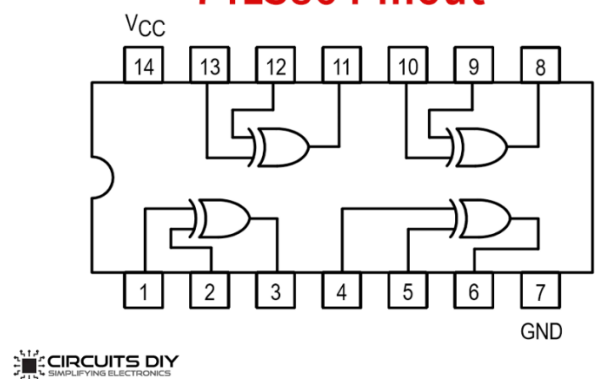 V_CC
14 13 12 11 10 9 8
1 2 3 4 5 6 7
GND
CIRCUITS DIY
SIMPLIFYING ELECTRONICS